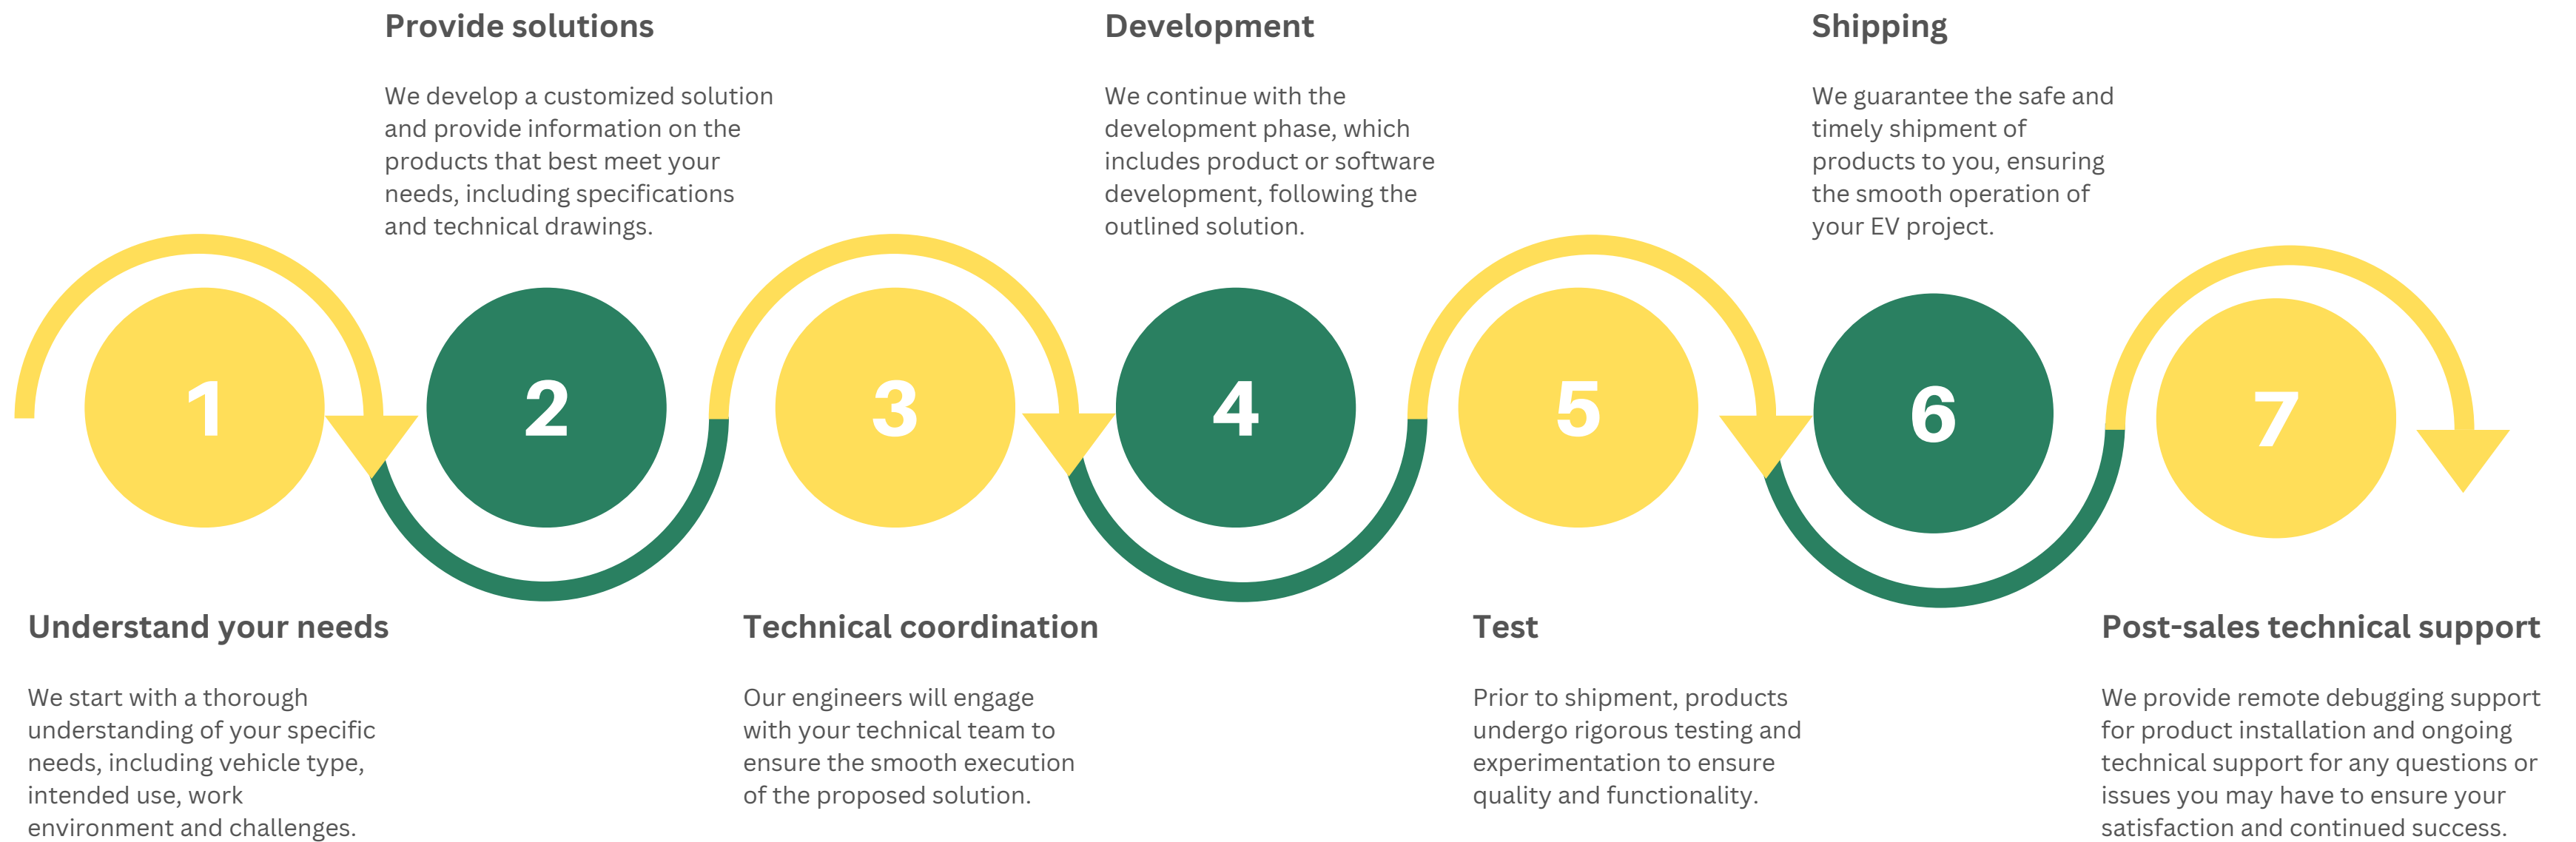 Provide solutions
We develop a customized solution
and provide information on the
products that best meet your
needs, including specifications
and technical drawings.
Development
We continue with the
development phase, which
includes product or software
development, following the
outlined solution.
Shipping
We guarantee the safe and
timely shipment of
products to you, ensuring
the smooth operation of
your EV project.
1
2
3
4
5
6
7
Understand your needs
We start with a thorough
understanding of your specific
needs, including vehicle type,
intended use, work
environment and challenges.
Technical coordination
Our engineers will engage
with your technical team to
ensure the smooth execution
of the proposed solution.
Test
Prior to shipment, products
undergo rigorous testing and
experimentation to ensure
quality and functionality.
Post-sales technical support
We provide remote debugging support
for product installation and ongoing
technical support for any questions or
issues you may have to ensure your
satisfaction and continued success.